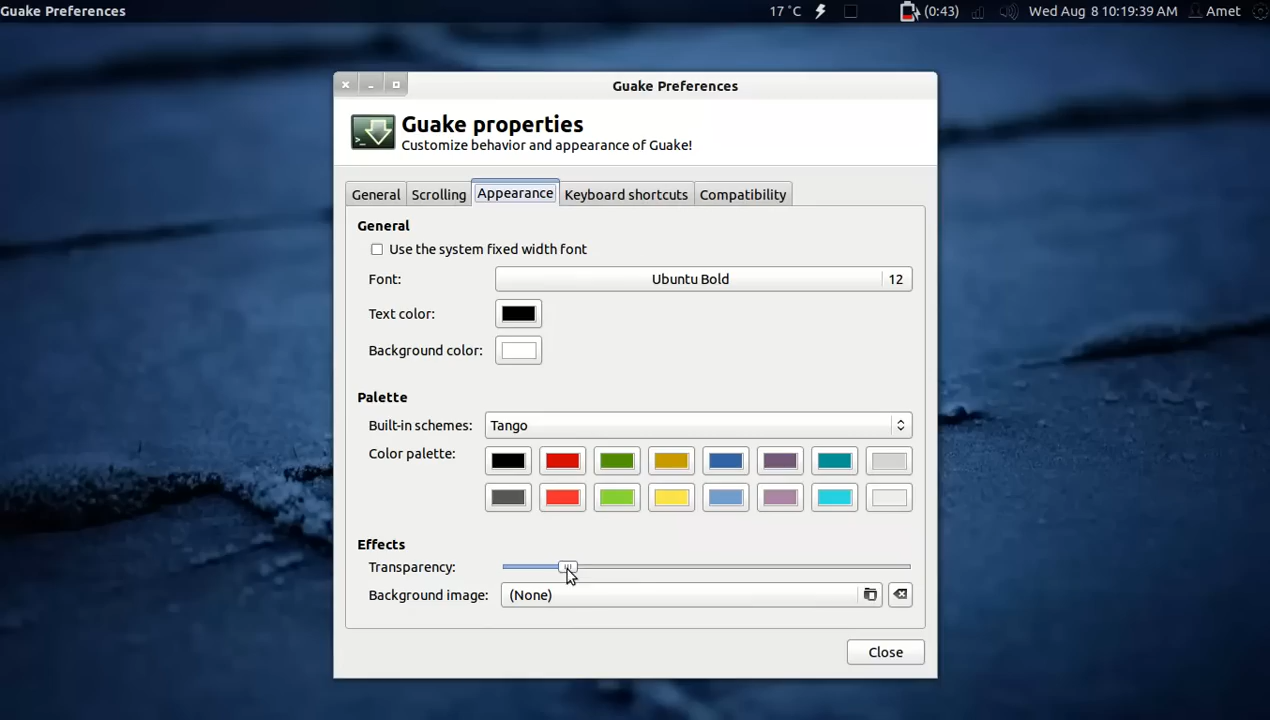 Guake Preferences
17 °C
(0:43)
Wed Aug 8 10:19:39 AM
Amet
Guake Preferences
Guake properties
Customize behavior and appearance of Guake!
General
Scrolling
Appearance
Keyboard shortcuts
Compatibility
General
Use the system fixed width font
Font:
Ubuntu Bold
12
Text color:
Background color:
Palette
Built-in schemes:
Tango
Color palette:
Effects
Transparency:
Background image:
(None)
Close